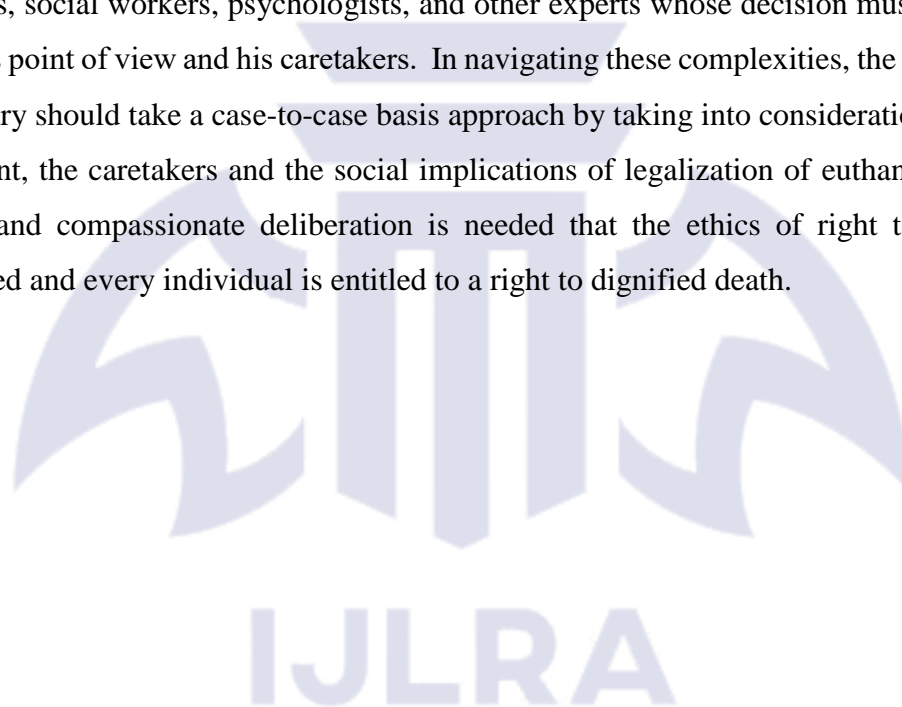 s, social workers, psychologists, and other experts whose decision mus
point of view and his caretakers. In navigating these complexities, the
ry should take a case-to-case basis approach by taking into consideratio
nt, the caretakers and the social implications of legalization of euthan
and compassionate deliberation is needed that the ethics of right t
ed and every individual is entitled to a right to dignified death.
IJLRA